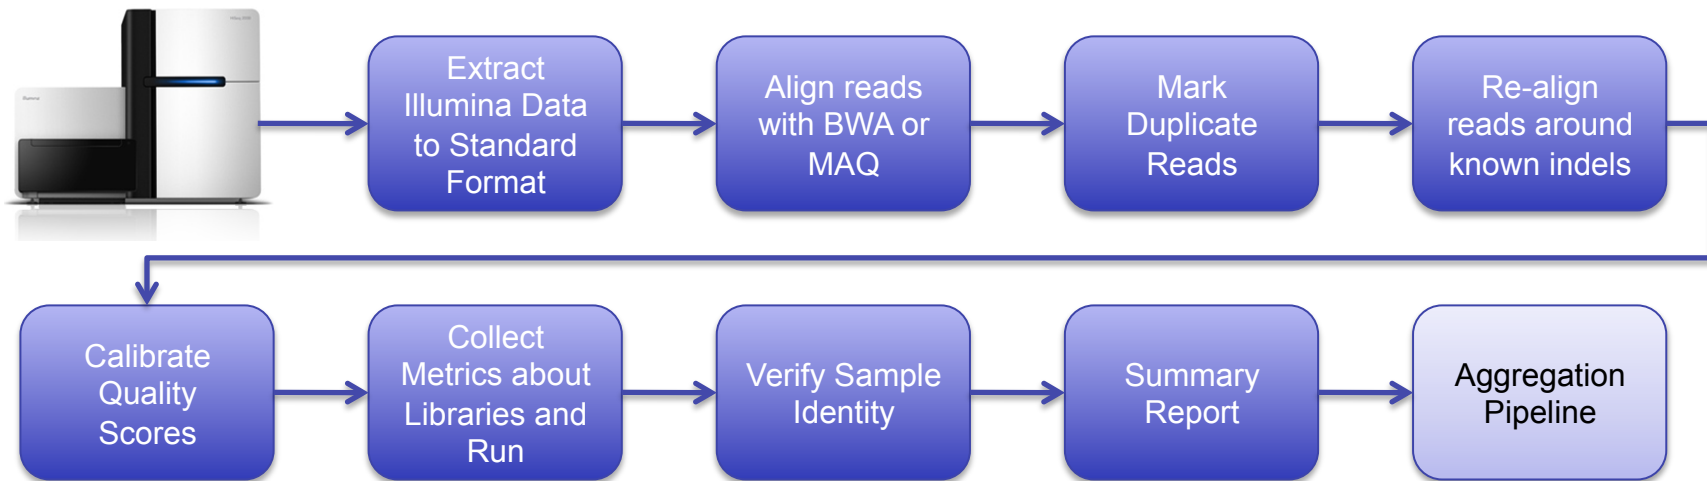 Extract
Illumina Data
to Standard
Format
Align reads
with BWA or
MAQ
Mark
Duplicate
Reads
Re-align
reads around
known indels
Calibrate
Quality
Scores
Collect
Metrics about
Libraries and
Run
Verify Sample
Identity
Summary
Report
Aggregation
Pipeline